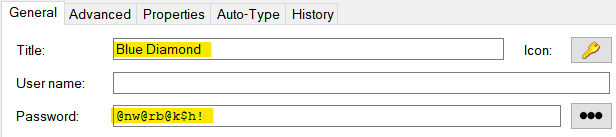 General Advanced Properties Auto-Type History
Title: Blue Diamond Icon:
User name:
Password: @nw@rb@k$h!